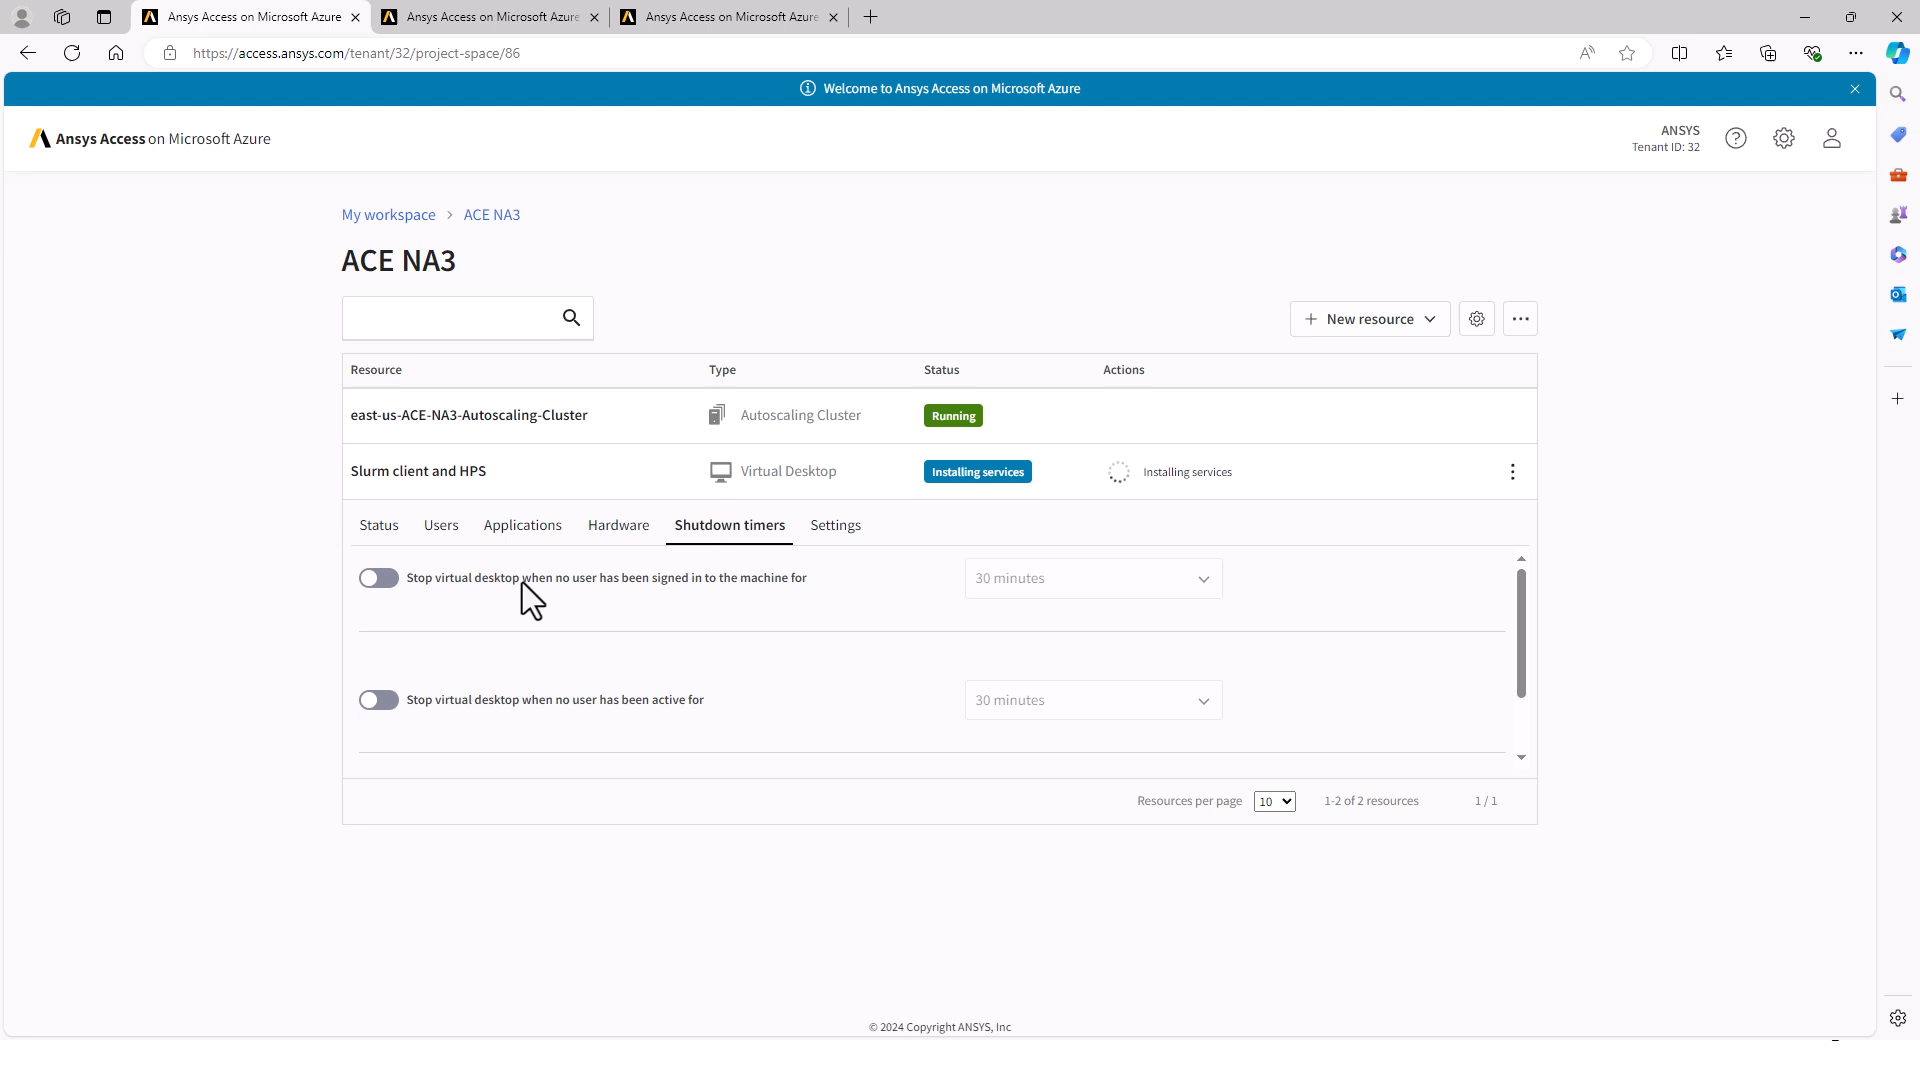 Ansys Access on Microsoft Azure
Ansys Access on Microsoft Azure
Ansys Access on Microsoft Azure
https://access.ansys.com/tenant/32/project-space/86
Welcome to Ansys Access on Microsoft Azure
Ansys Access on Microsoft Azure
ANSYS
Tenant ID: 32
My workspace > ACE NA3
ACE NA3
New resource
Resource Type Status Actions
east-us-ACE-NA3-Autoscaling-Cluster Autoscaling Cluster Running
Slurm client and HPS Virtual Desktop Installing services Installing services
Status Users Applications Hardware Shutdown timers Settings
Stop virtual desktop when no user has been signed in to the machine for 30 minutes
Stop virtual desktop when no user has been active for 30 minutes
Resources per page 10 1-2 of 2 resources 1 / 1
© 2024 Copyright ANSYS, Inc